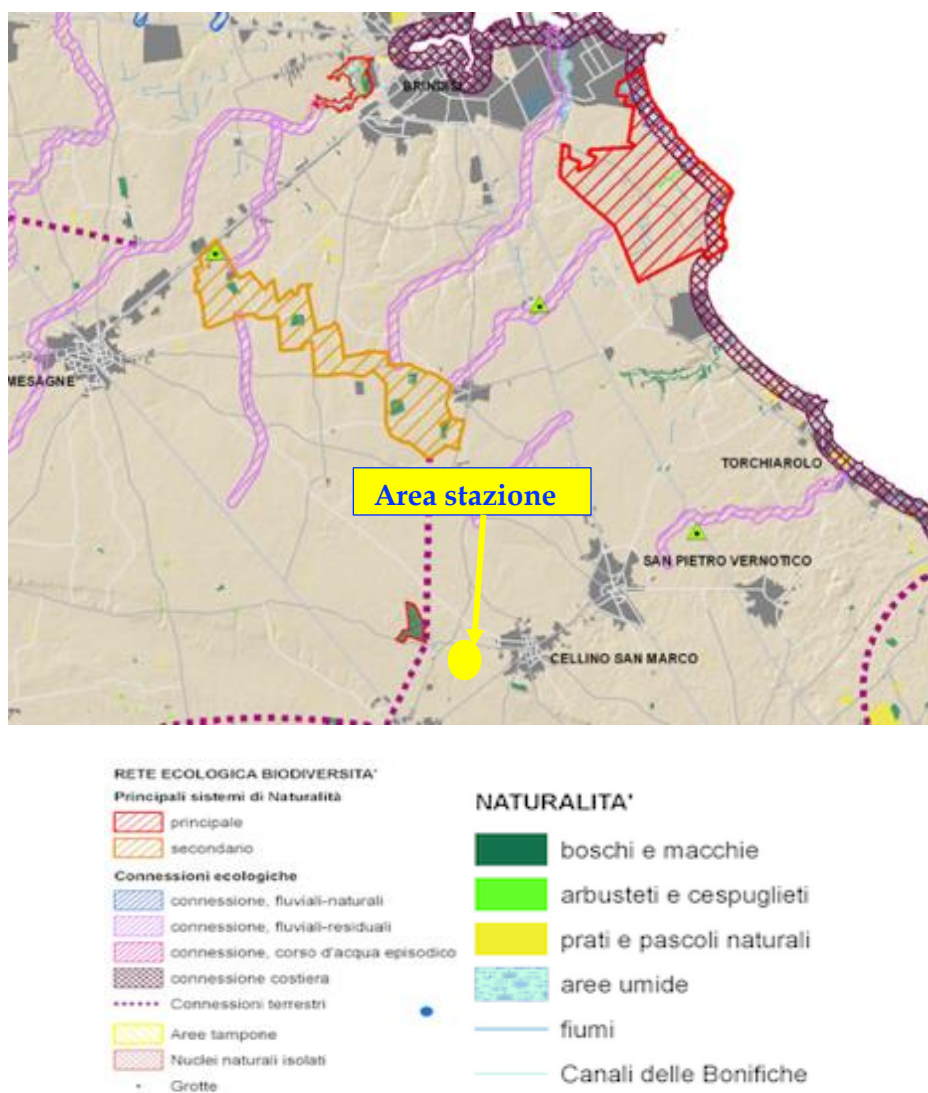 BRINDISI
MESAGNE
TORCHIAROLO
Area stazione
SAN PIETRO VERNOTICO
CELLINO SAN MARCO
RETE ECOLOGICA BIODIVERSITA'
Principali sistemi di Naturalità
principale
secondario
Connessioni ecologiche
connessione, fluviali-naturali
connessione, fluviali-residuali
connessione, corso d'acqua episodico
connessione costiera
Connessioni terrestri
Aree tampone
Nuclei naturali isolati
Grotte
NATURALITA'
boschi e macchie
arbusteti e cespuglieti
prati e pascoli naturali
aree umide
fiumi
Canali delle Bonifiche